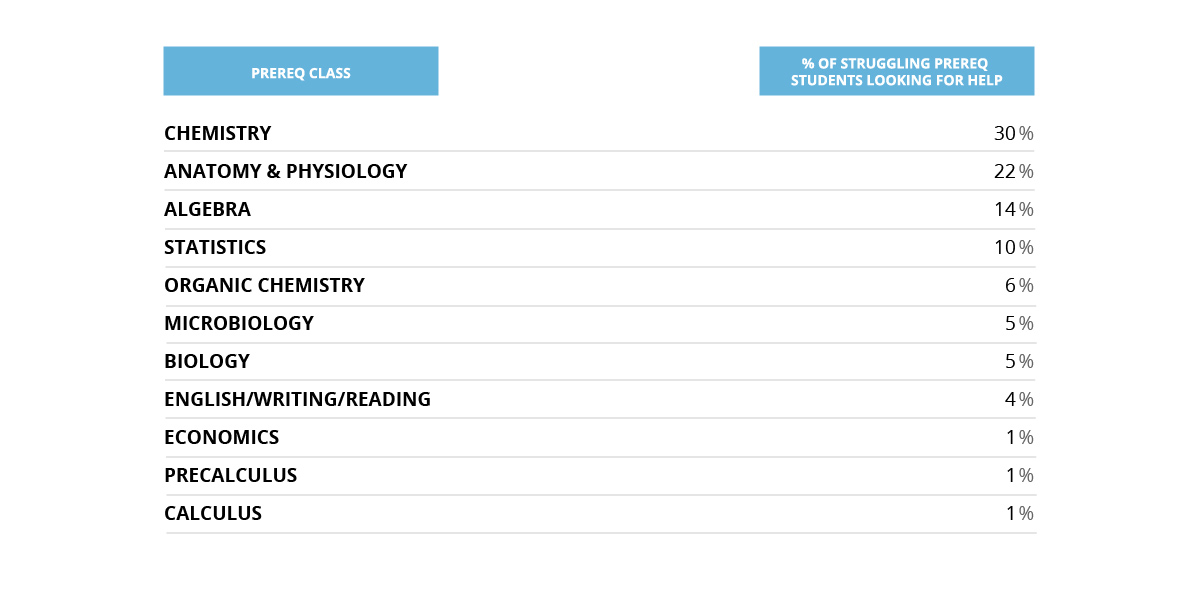 PREREQ CLASS
% OF STRUGGLING PREREQ
STUDENTS LOOKING FOR HELP
CHEMISTRY 30%
ANATOMY & PHYSIOLOGY 22%
ALGEBRA 14%
STATISTICS 10%
ORGANIC CHEMISTRY 6%
MICROBIOLOGY 5%
BIOLOGY 5%
ENGLISH/WRITING/READING 4%
ECONOMICS 1%
PRECALCULUS 1%
CALCULUS 1%